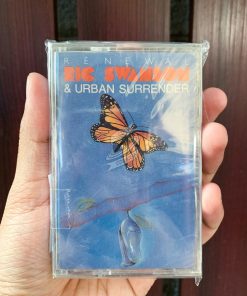 RENEWAL
RIC SWANSON
& URBAN SURRENDER